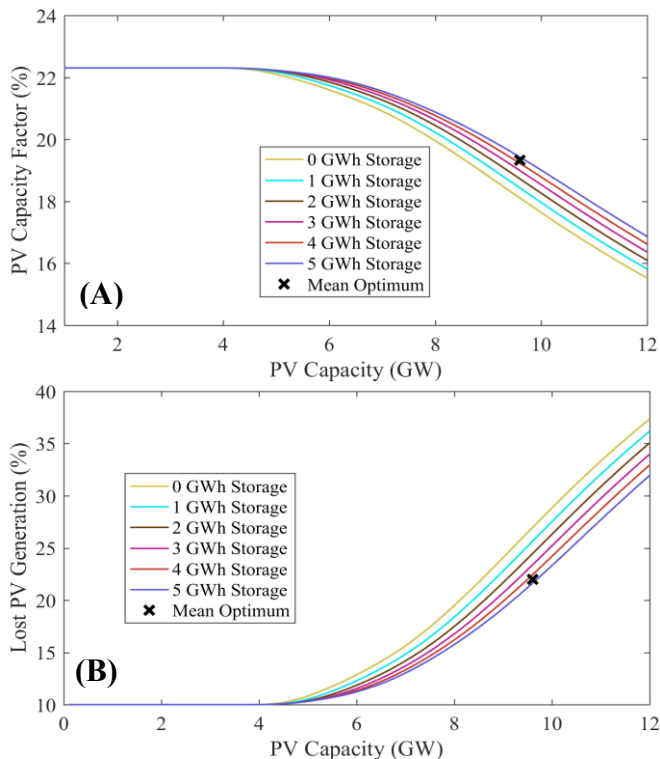 24
22
20
18
16
14
PV Capacity Factor (%)
0 GWh Storage
1 GWh Storage
2 GWh Storage
3 GWh Storage
4 GWh Storage
5 GWh Storage
Mean Optimum
(A)
2 4 6 8 10 12
PV Capacity (GW)
40
35
30
25
20
15
10
Lost PV Generation (%)
0 GWh Storage
1 GWh Storage
2 GWh Storage
3 GWh Storage
4 GWh Storage
5 GWh Storage
Mean Optimum
(B)
0 2 4 6 8 10 12
PV Capacity (GW)